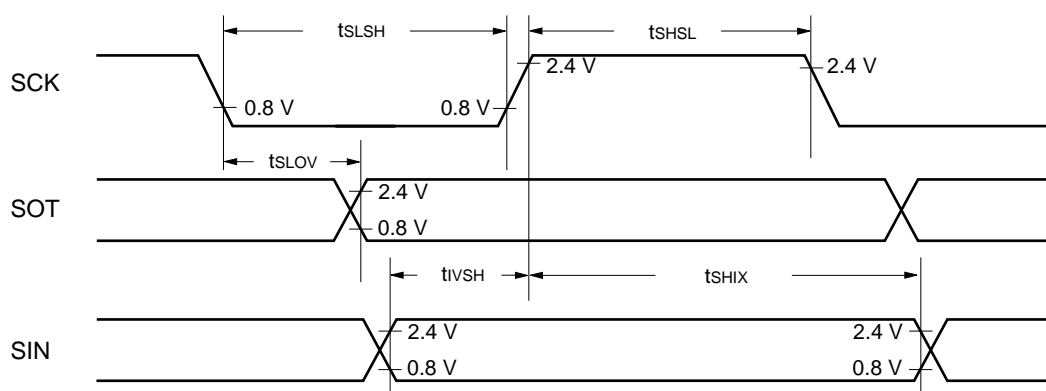 tSLSH
tSHSL
SCK
2.4 V
2.4 V
0.8 V
0.8 V
tSLOV
SOT
2.4 V
0.8 V
tIVSH
tSHIX
SIN
2.4 V
2.4 V
0.8 V
0.8 V